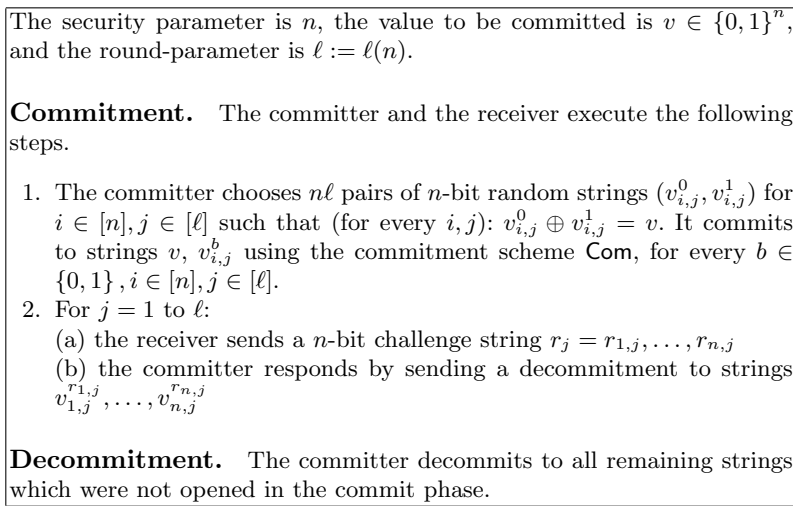 The security parameter is n, the value to be committed is v ∈ {0, 1}^n,
and the round-parameter is ℓ := ℓ(n).
Commitment. The committer and the receiver execute the following
steps.
1. The committer chooses nℓ pairs of n-bit random strings (v^0_{i,j}, v^1_{i,j}) for
i ∈ [n], j ∈ [ℓ] such that (for every i, j): v^0_{i,j} ⊕ v^1_{i,j} = v. It commits
to strings v, v^b_{i,j} using the commitment scheme Com, for every b ∈
{0, 1} , i ∈ [n], j ∈ [ℓ].
2. For j = 1 to ℓ:
(a) the receiver sends a n-bit challenge string r_j = r_{1,j}, . . . , r_{n,j}
(b) the committer responds by sending a decommitment to strings
v^{r_{1,j}}_{1,j}, . . . , v^{r_{n,j}}_{n,j}
Decommitment. The committer decommits to all remaining strings
which were not opened in the commit phase.